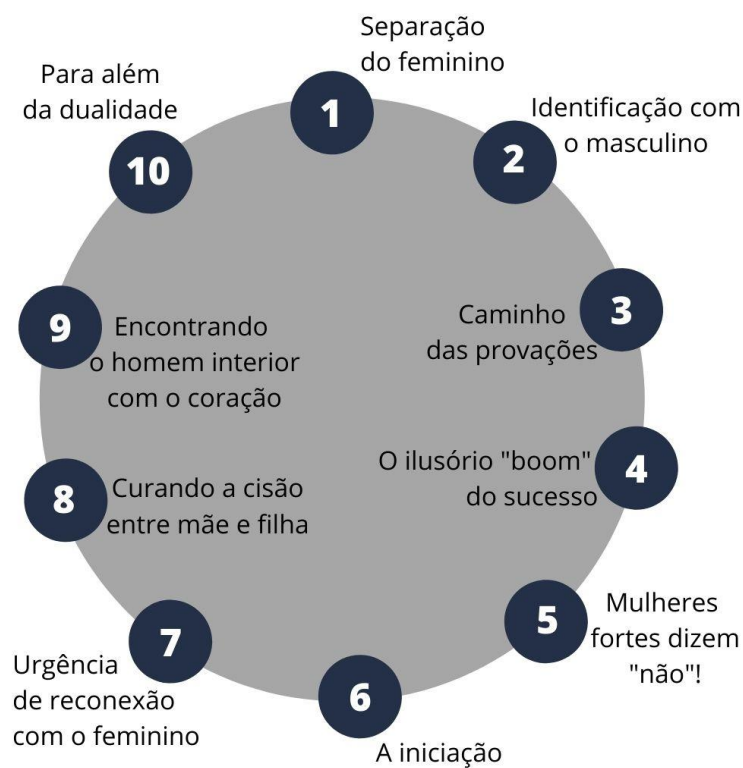 1
Separação
do feminino
2
Identificação com
o masculino
3
Caminho
das provações
4
O ilusório "boom"
do sucesso
5
Mulheres
fortes dizem
"não"!
6
A iniciação
7
Urgência
de reconexão
com o feminino
8
Curando a cisão
entre mãe e filha
9
Encontrando
o homem interior
com o coração
10
Para além
da dualidade